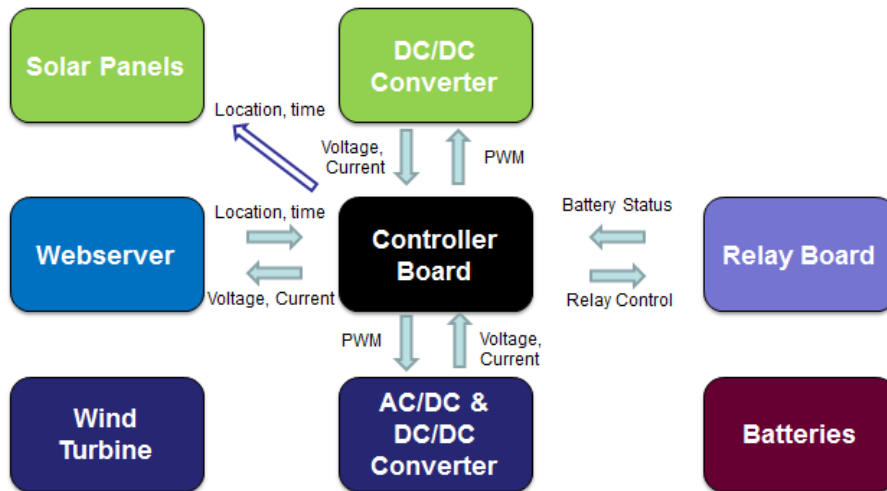 Solar Panels
DC/DC
Converter
Location, time
Voltage,
Current
PWM
Webserver
Location, time
Voltage, Current
Controller
Board
Battery Status
Relay Control
Relay Board
PWM
Voltage,
Current
Wind
Turbine
AC/DC &
DC/DC
Converter
Batteries